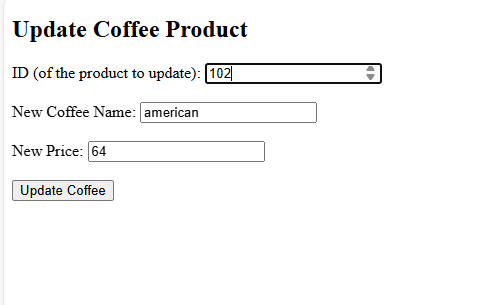 Update Coffee Product
ID (of the product to update): 102
New Coffee Name: american
New Price: 64
Update Coffee